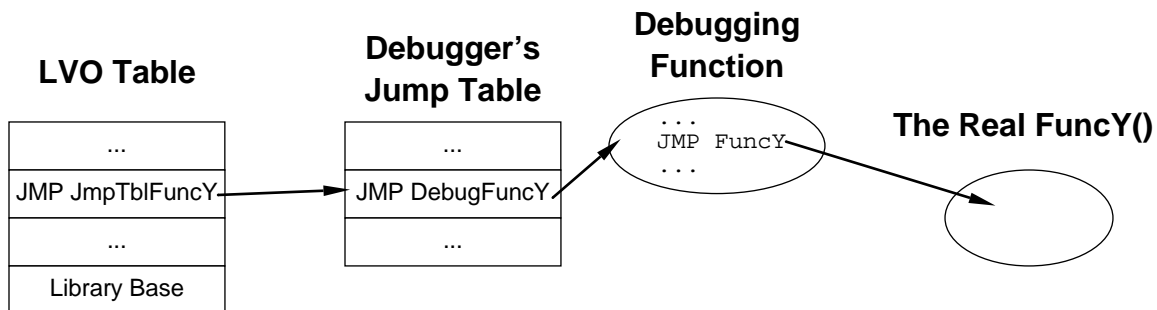 LVO Table
...
JMP JmpTblFuncY
...
Library Base
Debugger's
Jump Table
...
JMP DebugFuncY
...
Debugging
Function
...
JMP FuncY
...
The Real FuncY()